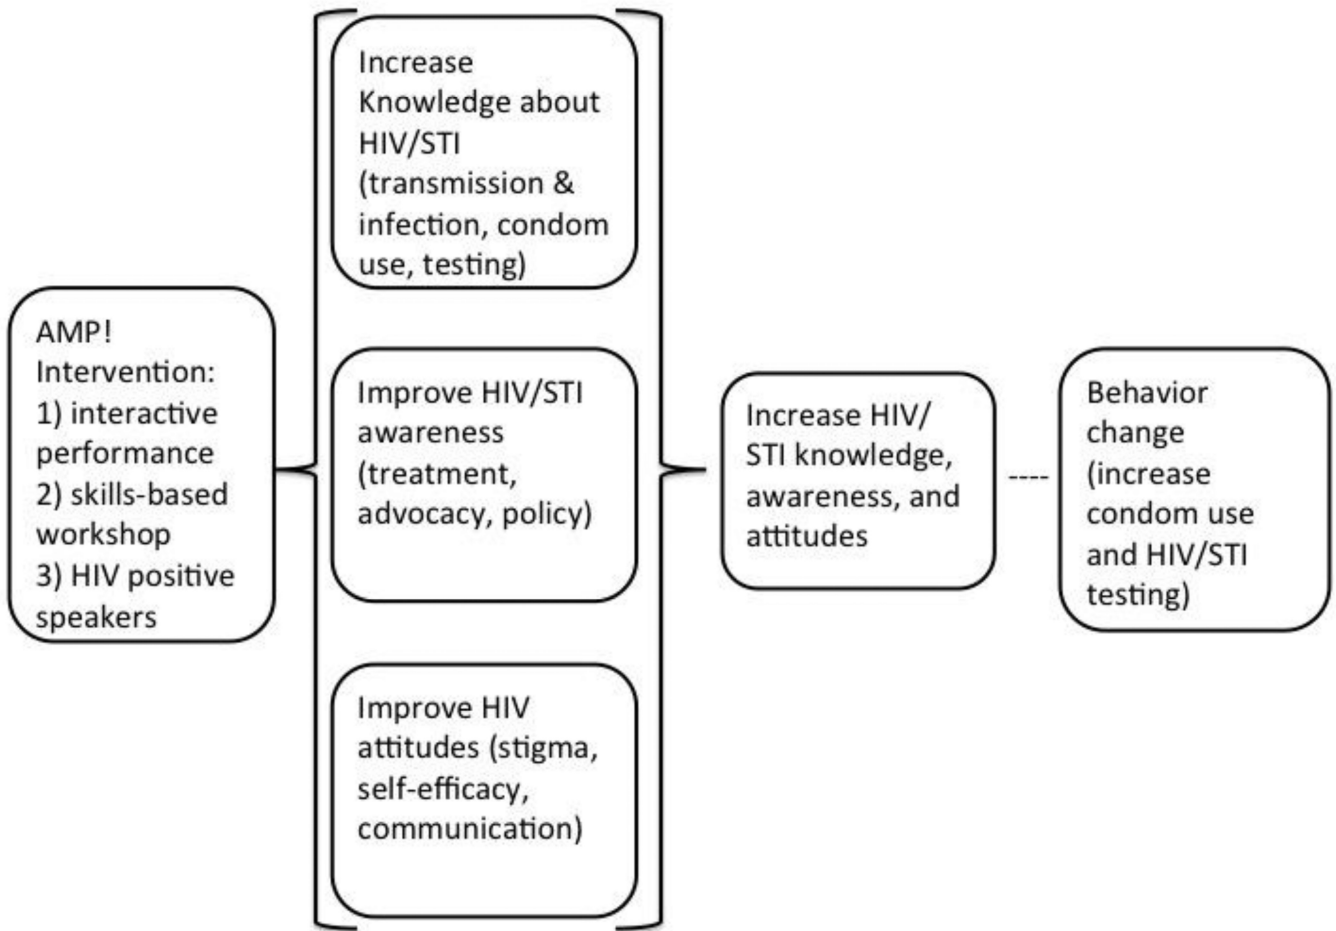 AMP!
Intervention:
1) interactive
performance
2) skills-based
workshop
3) HIV positive
speakers
Increase
Knowledge about
HIV/STI
(transmission &
infection, condom
use, testing)
Improve HIV/STI
awareness
(treatment,
advocacy, policy)
Improve HIV
attitudes (stigma,
self-efficacy,
communication)
Increase HIV/
STI knowledge,
awareness, and
attitudes
----
Behavior
change
(increase
condom use
and HIV/STI
testing)